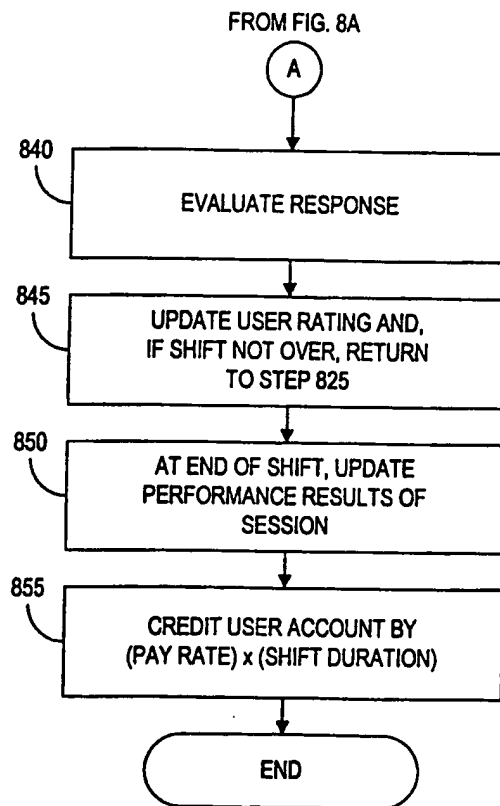 FROM FIG. 8A
A
840
EVALUATE RESPONSE
845
UPDATE USER RATING AND,
IF SHIFT NOT OVER, RETURN
TO STEP 825
850
AT END OF SHIFT, UPDATE
PERFORMANCE RESULTS OF
SESSION
855
CREDIT USER ACCOUNT BY
(PAY RATE) x (SHIFT DURATION)
END